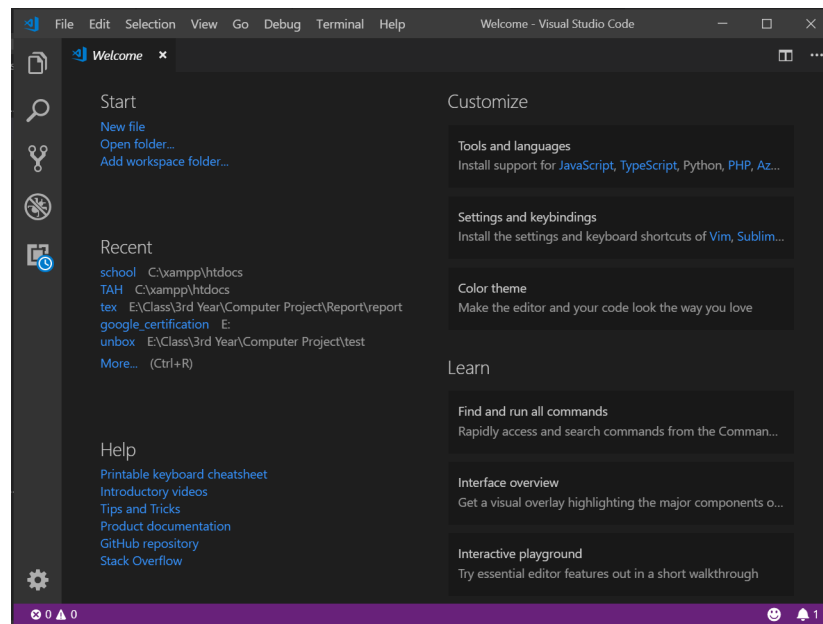 File Edit Selection View Go Debug Terminal Help Welcome - Visual Studio Code
Welcome
Start
New file
Open folder...
Add workspace folder...
Recent
school C:\xampp\htdocs
TAH C:\xampp\htdocs
tex E:\Class\3rd Year\Computer Project\Report\report
google_certification E:
unbox E:\Class\3rd Year\Computer Project\test
More... (Ctrl+R)
Help
Printable keyboard cheatsheet
Introductory videos
Tips and Tricks
Product documentation
GitHub repository
Stack Overflow
Customize
Tools and languages
Install support for JavaScript, TypeScript, Python, PHP, Az...
Settings and keybindings
Install the settings and keyboard shortcuts of Vim, Sublim...
Color theme
Make the editor and your code look the way you love
Learn
Find and run all commands
Rapidly access and search commands from the Comman...
Interface overview
Get a visual overlay highlighting the major components o...
Interactive playground
Try essential editor features out in a short walkthrough
0 0 1